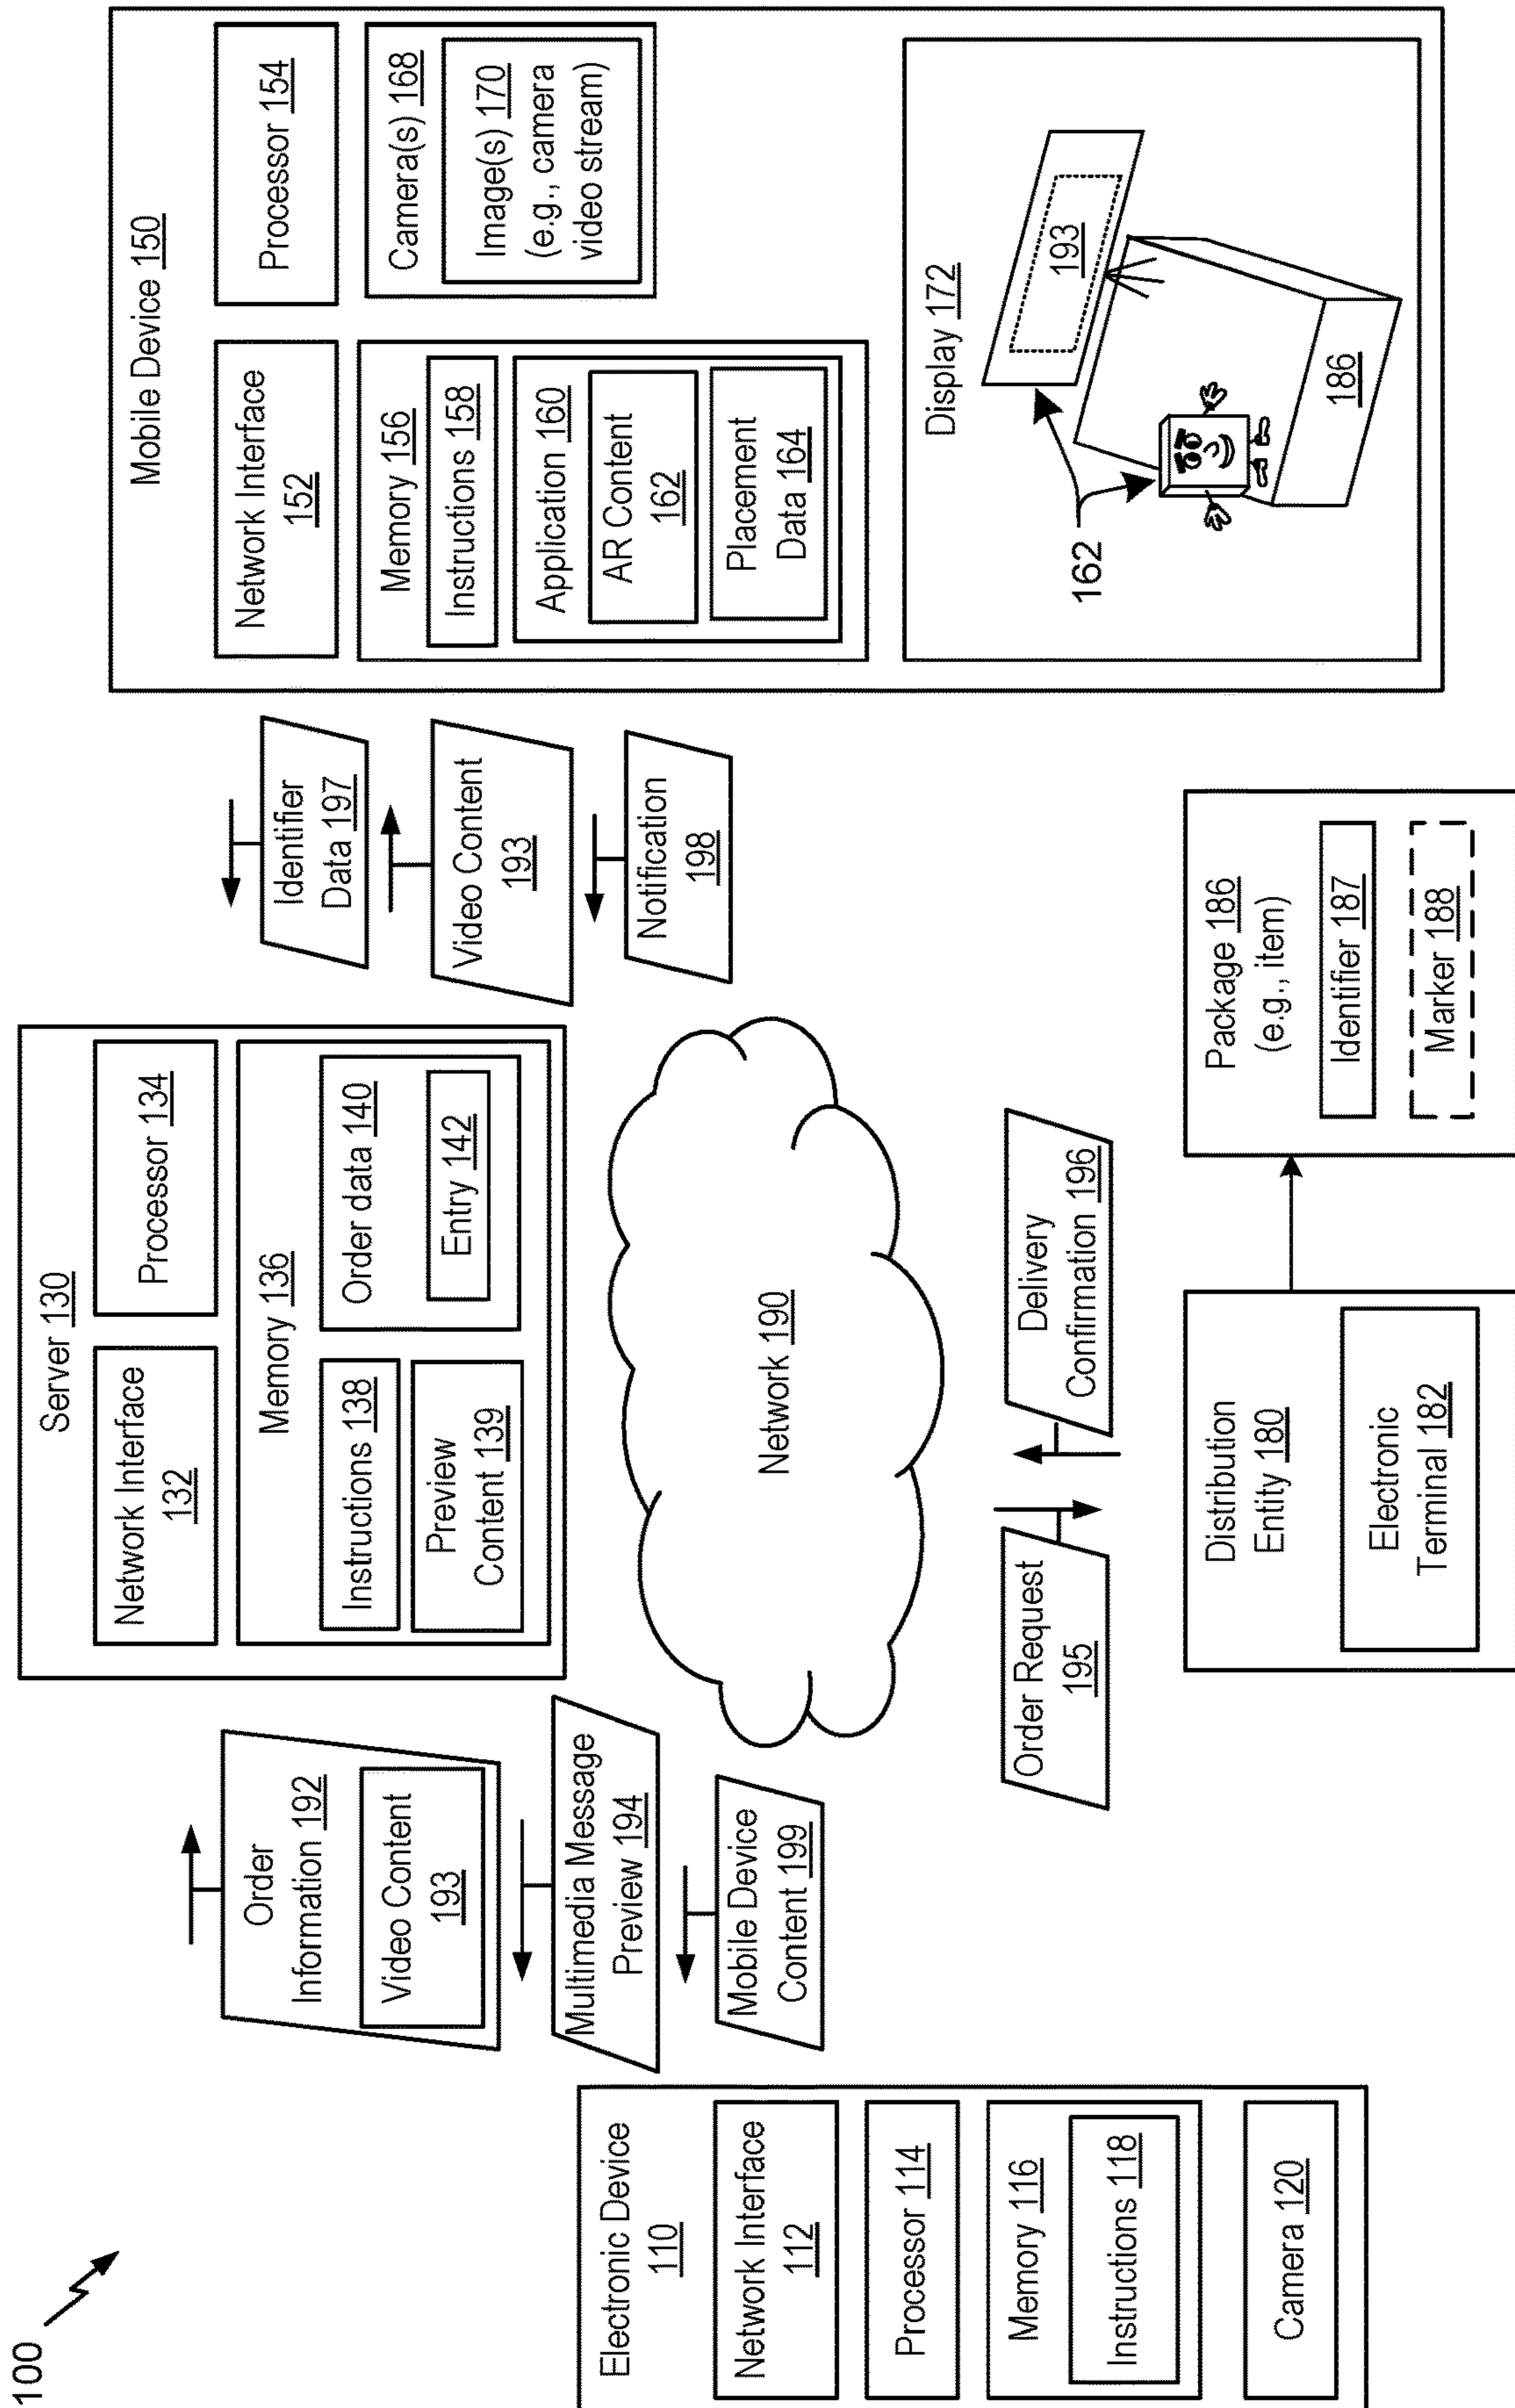 100
Electronic Device
110
Network Interface
112
Processor 114
Memory 116
Instructions 118
Camera 120
Order
Information 192
Video Content
193
Multimedia Message
Preview 194
Mobile Device
Content 199
Server 130
Network Interface
132
Processor 134
Memory 136
Instructions 138
Preview
Content 139
Order data 140
Entry 142
Network 190
Order Request
195
Delivery
Confirmation 196
Distribution
Entity 180
Electronic
Terminal 182
Package 186
(e.g., item)
Identifier 187
Marker 188
Identifier
Data 197
Video Content
193
Notification
198
Mobile Device 150
Network Interface
152
Processor 154
Memory 156
Instructions 158
Application 160
AR Content
162
Placement
Data 164
Camera(s) 168
Image(s) 170
(e.g., camera
video stream)
Display 172
162
193
186